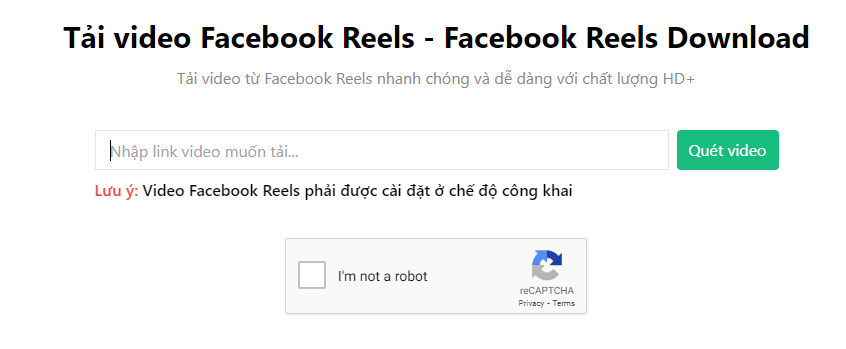 Tải video Facebook Reels - Facebook Reels Download
Tải video từ Facebook Reels nhanh chóng và dễ dàng với chất lượng HD+
Nhập link video muốn tải...
Quét video
Lưu ý: Video Facebook Reels phải được cài đặt ở chế độ công khai
I'm not a robot
reCAPTCHA
Privacy - Terms